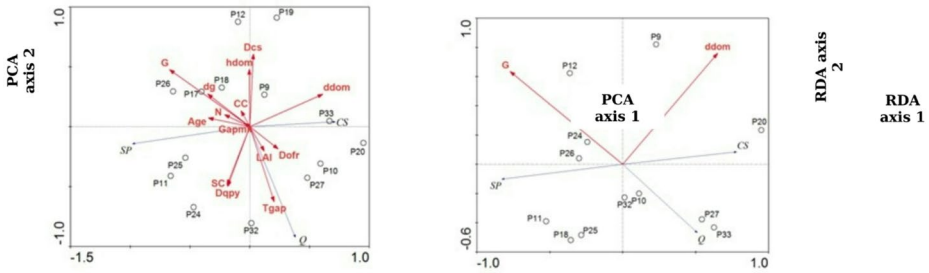 PCA
axis 2
1.0
-1.0
-1.5
1.0
P12
P19
Dcs
hdom
G
P26
P17
dg
P18
P9
ddom
CC
N
Age
Gapm
P33
CS
SP
P20
P25
LAI
Dofr
P10
P11
SC
Dqpy
P27
P24
Tgap
P32
Q
1.0
-0.6
-1.0
1.0
P9
ddom
P12
G
PCA
axis 1
P20
P24
CS
P26
SP
P32
P10
P11
P27
P18
P25
Q
P33
RDA axis
2
RDA
axis 1